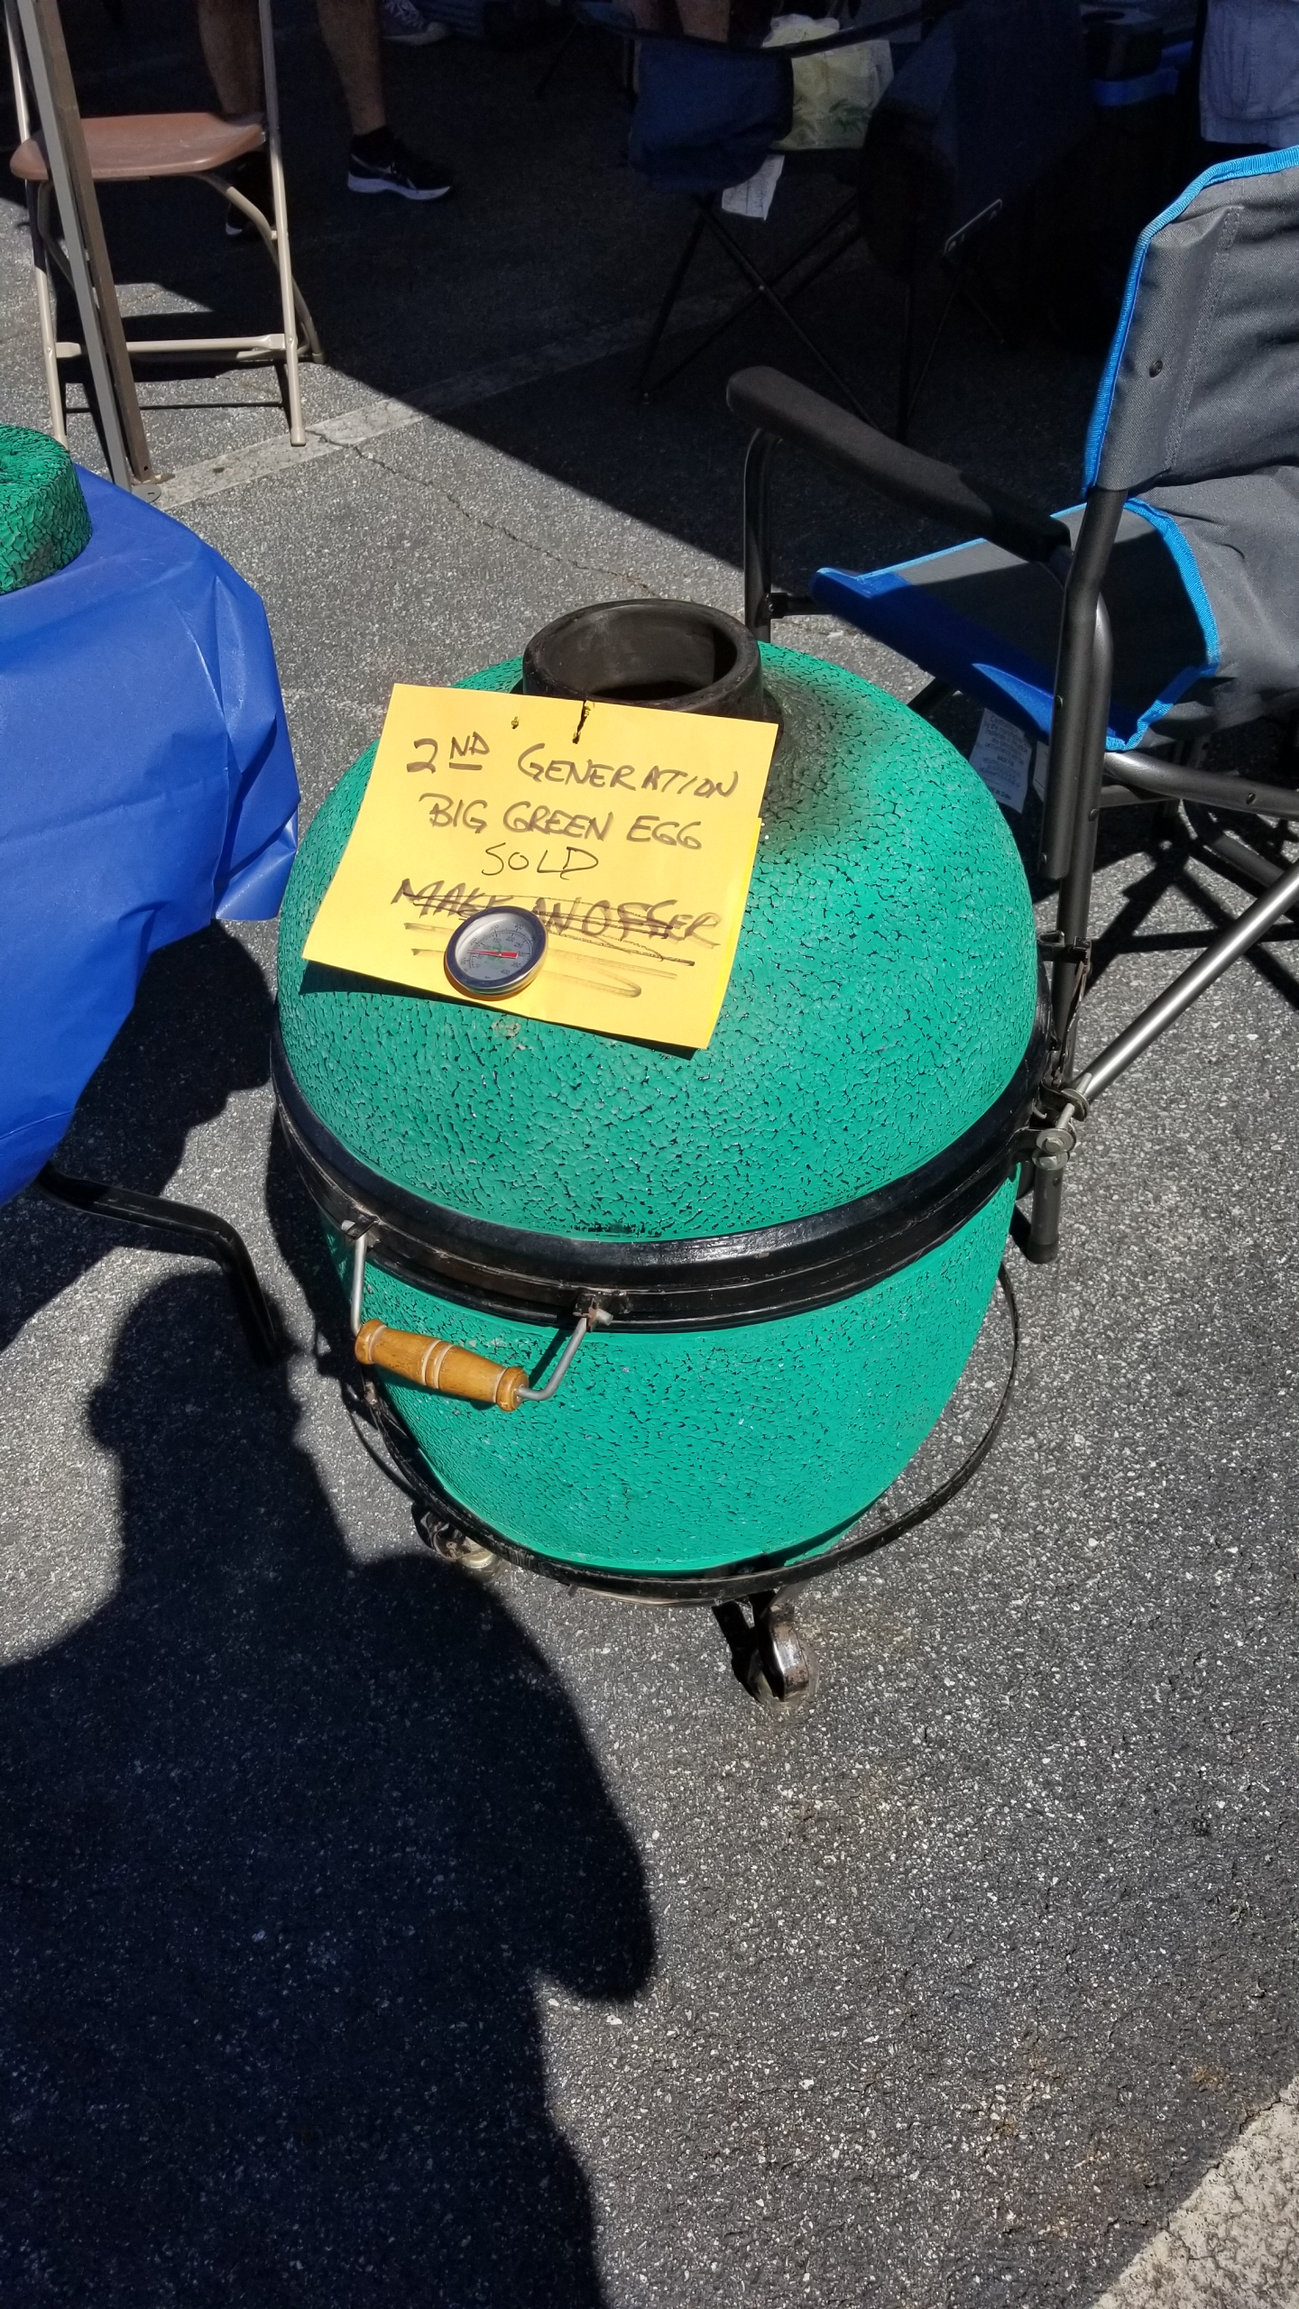 2ND GENERATION
BIG GREEN EGG
SOLD
MAKE AN OFFER